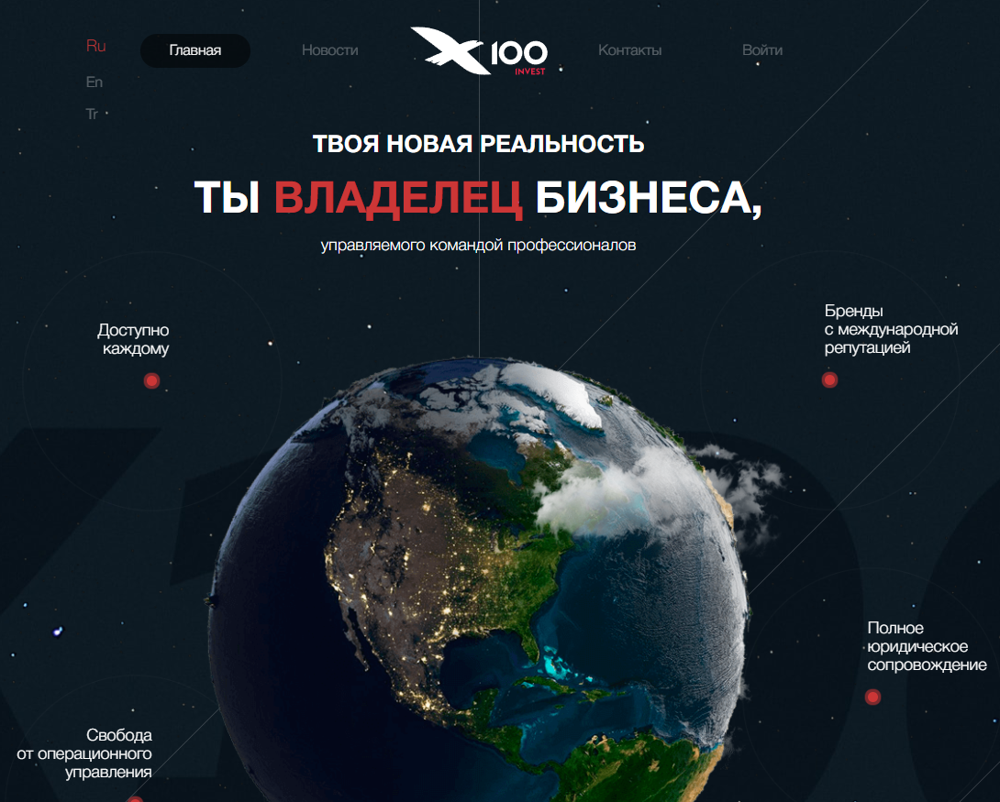 Ru
Главная
Новости
X100
INVEST
Контакты
Войти
En
Tr
ТВОЯ НОВАЯ РЕАЛЬНОСТЬ
ТЫ ВЛАДЕЛЕЦ БИЗНЕСА,
управляемого командой профессионалов
Доступно
каждому
Бренды
с международной
репутацией
Полное
юридическое
сопровождение
Свобода
от операционного
управления